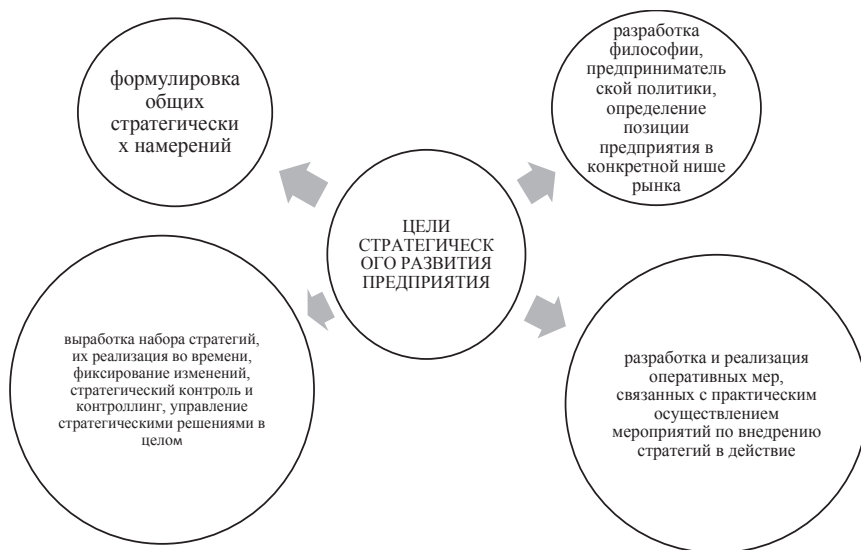 формулировка
общих
стратегически
х намерений
разработка
философии,
предприниматель
ской политики,
определение
позиции
предприятия в
конкретной нише
рынка
ЦЕЛИ
СТРАТЕГИЧЕСК
ОГО РАЗВИТИЯ
ПРЕДПРИЯТИЯ
выработка набора стратегий,
их реализация во времени,
фиксирование изменений,
стратегический контроль и
контроллинг, управление
стратегическими решениями в
целом
разработка и реализация
оперативных мер,
связанных с практическим
осуществлением
мероприятий по внедрению
стратегий в действие